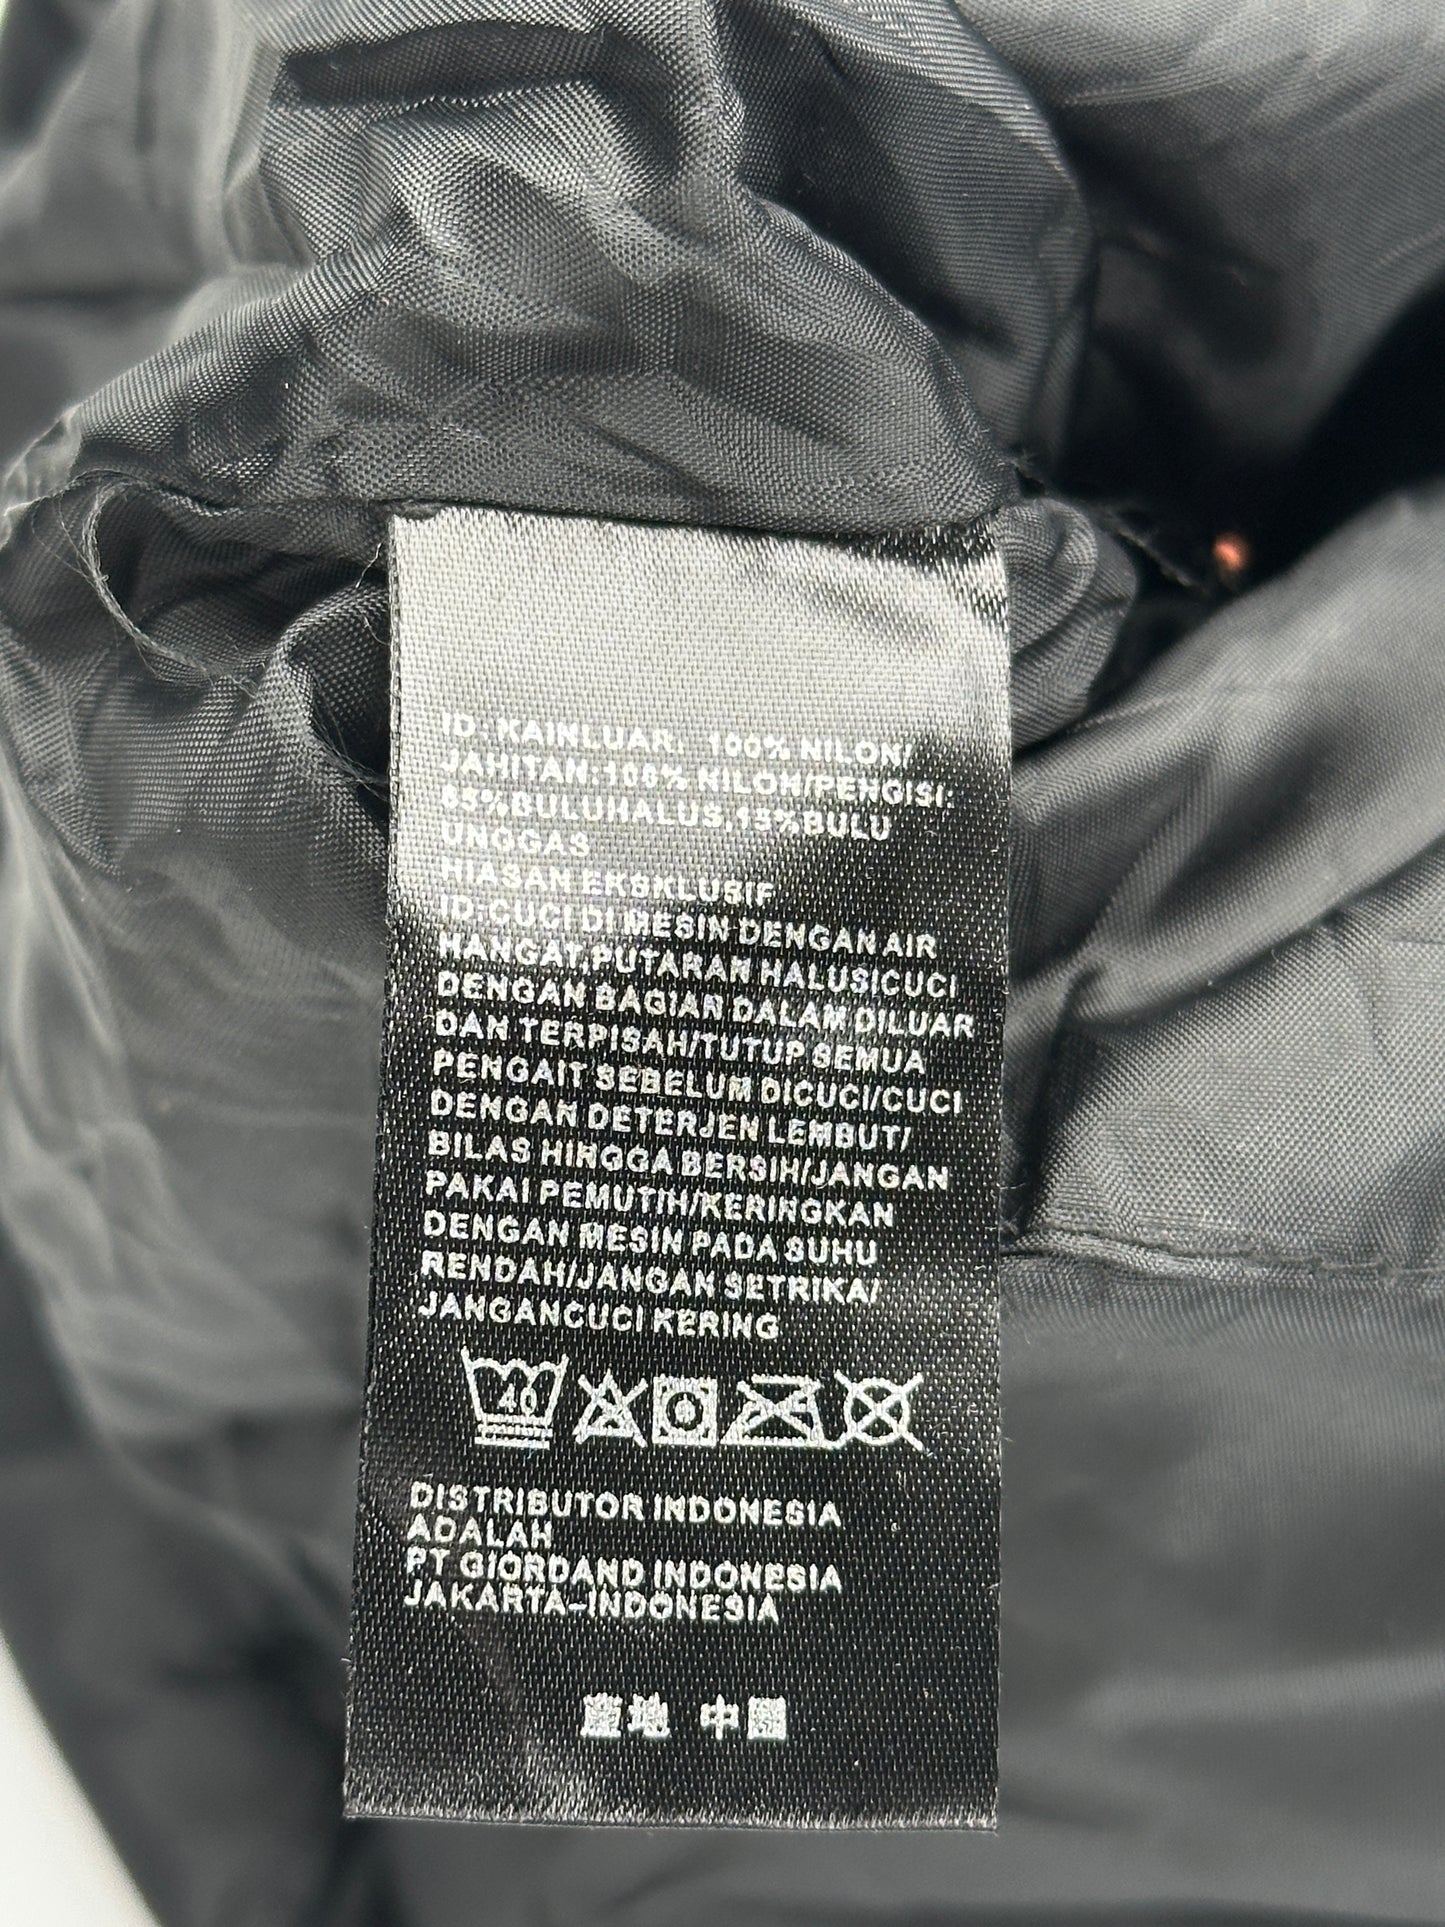 ID: KAINLUAR. 100% NILON/
JAHITAN:100% NILON/PENGISI:
85%BULUHALUS,15%BULU
UNGGAS
HIASAN EKSKLUSIF
ID:CUCI DI MESIN DENGAN AIR
HANGAT,PUTARAN HALUS(CUCI
DENGAN BAGIAN DALAM DILUAR
DAN TERPISAH/TUTUP SEMUA
PENGAIT SEBELUM DICUCI/CUCI
DENGAN DETERJEN LEMBUT/
BILAS HINGGA BERSIH/JANGAN
PAKAI PEMUTIH/KERINGKAN
DENGAN MESIN PADA SUHU
RENDAH/JANGAN SETRIKA/
JANGANCUCI KERING
40
DISTRIBUTOR INDONESIA
ADALAH
PT GIORDAND INDONESIA
JAKARTA-INDONESIA
產地 中國